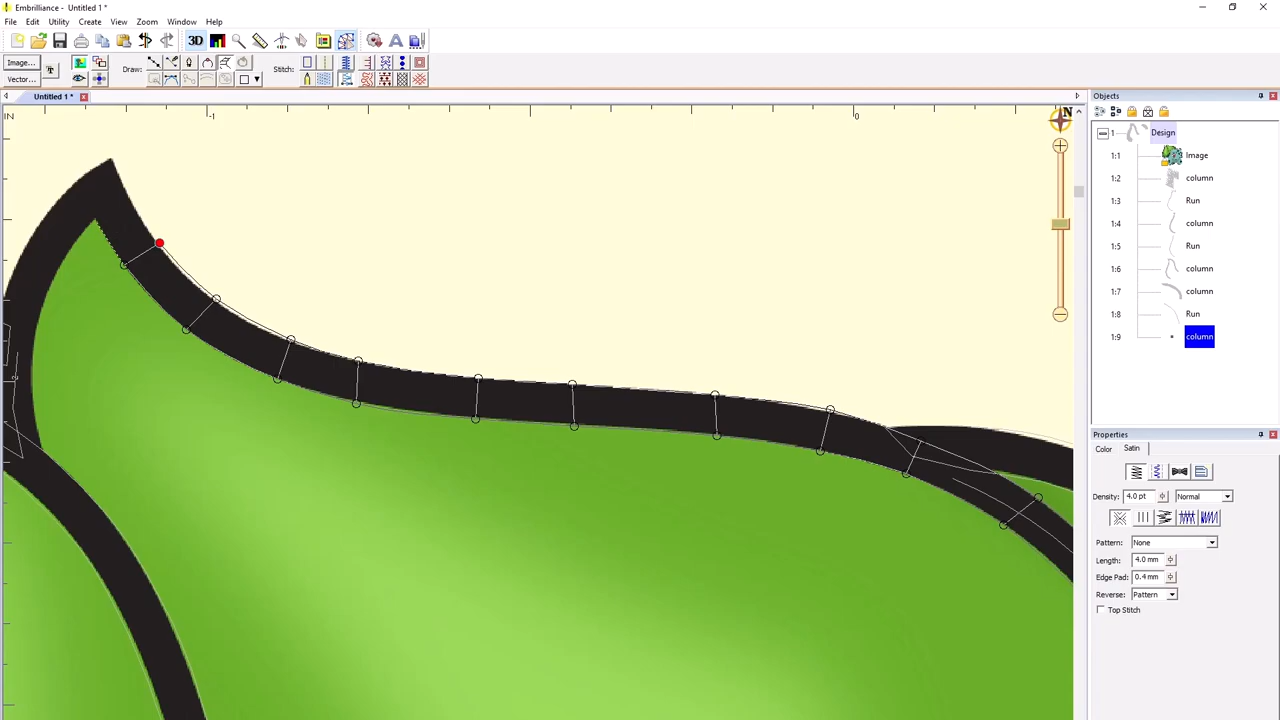 Embrilliance - Untitled 1 *
File Edit Utility Create View Zoom Window Help
3D
Image... Draw: Stitch:
Vector...
Untitled 1 *
IN -1 0
N
Objects
1 Design
1:1 Image
1:2 column
1:3 Run
1:4 column
1:5 Run
1:6 column
1:7 column
1:8 Run
1:9 column
Properties
Color Satin
Density: 4.0 pt Normal
Pattern: None
Length: 4.0 mm
Edge Pad: 0.4 mm
Reverse: Pattern
Top Stitch